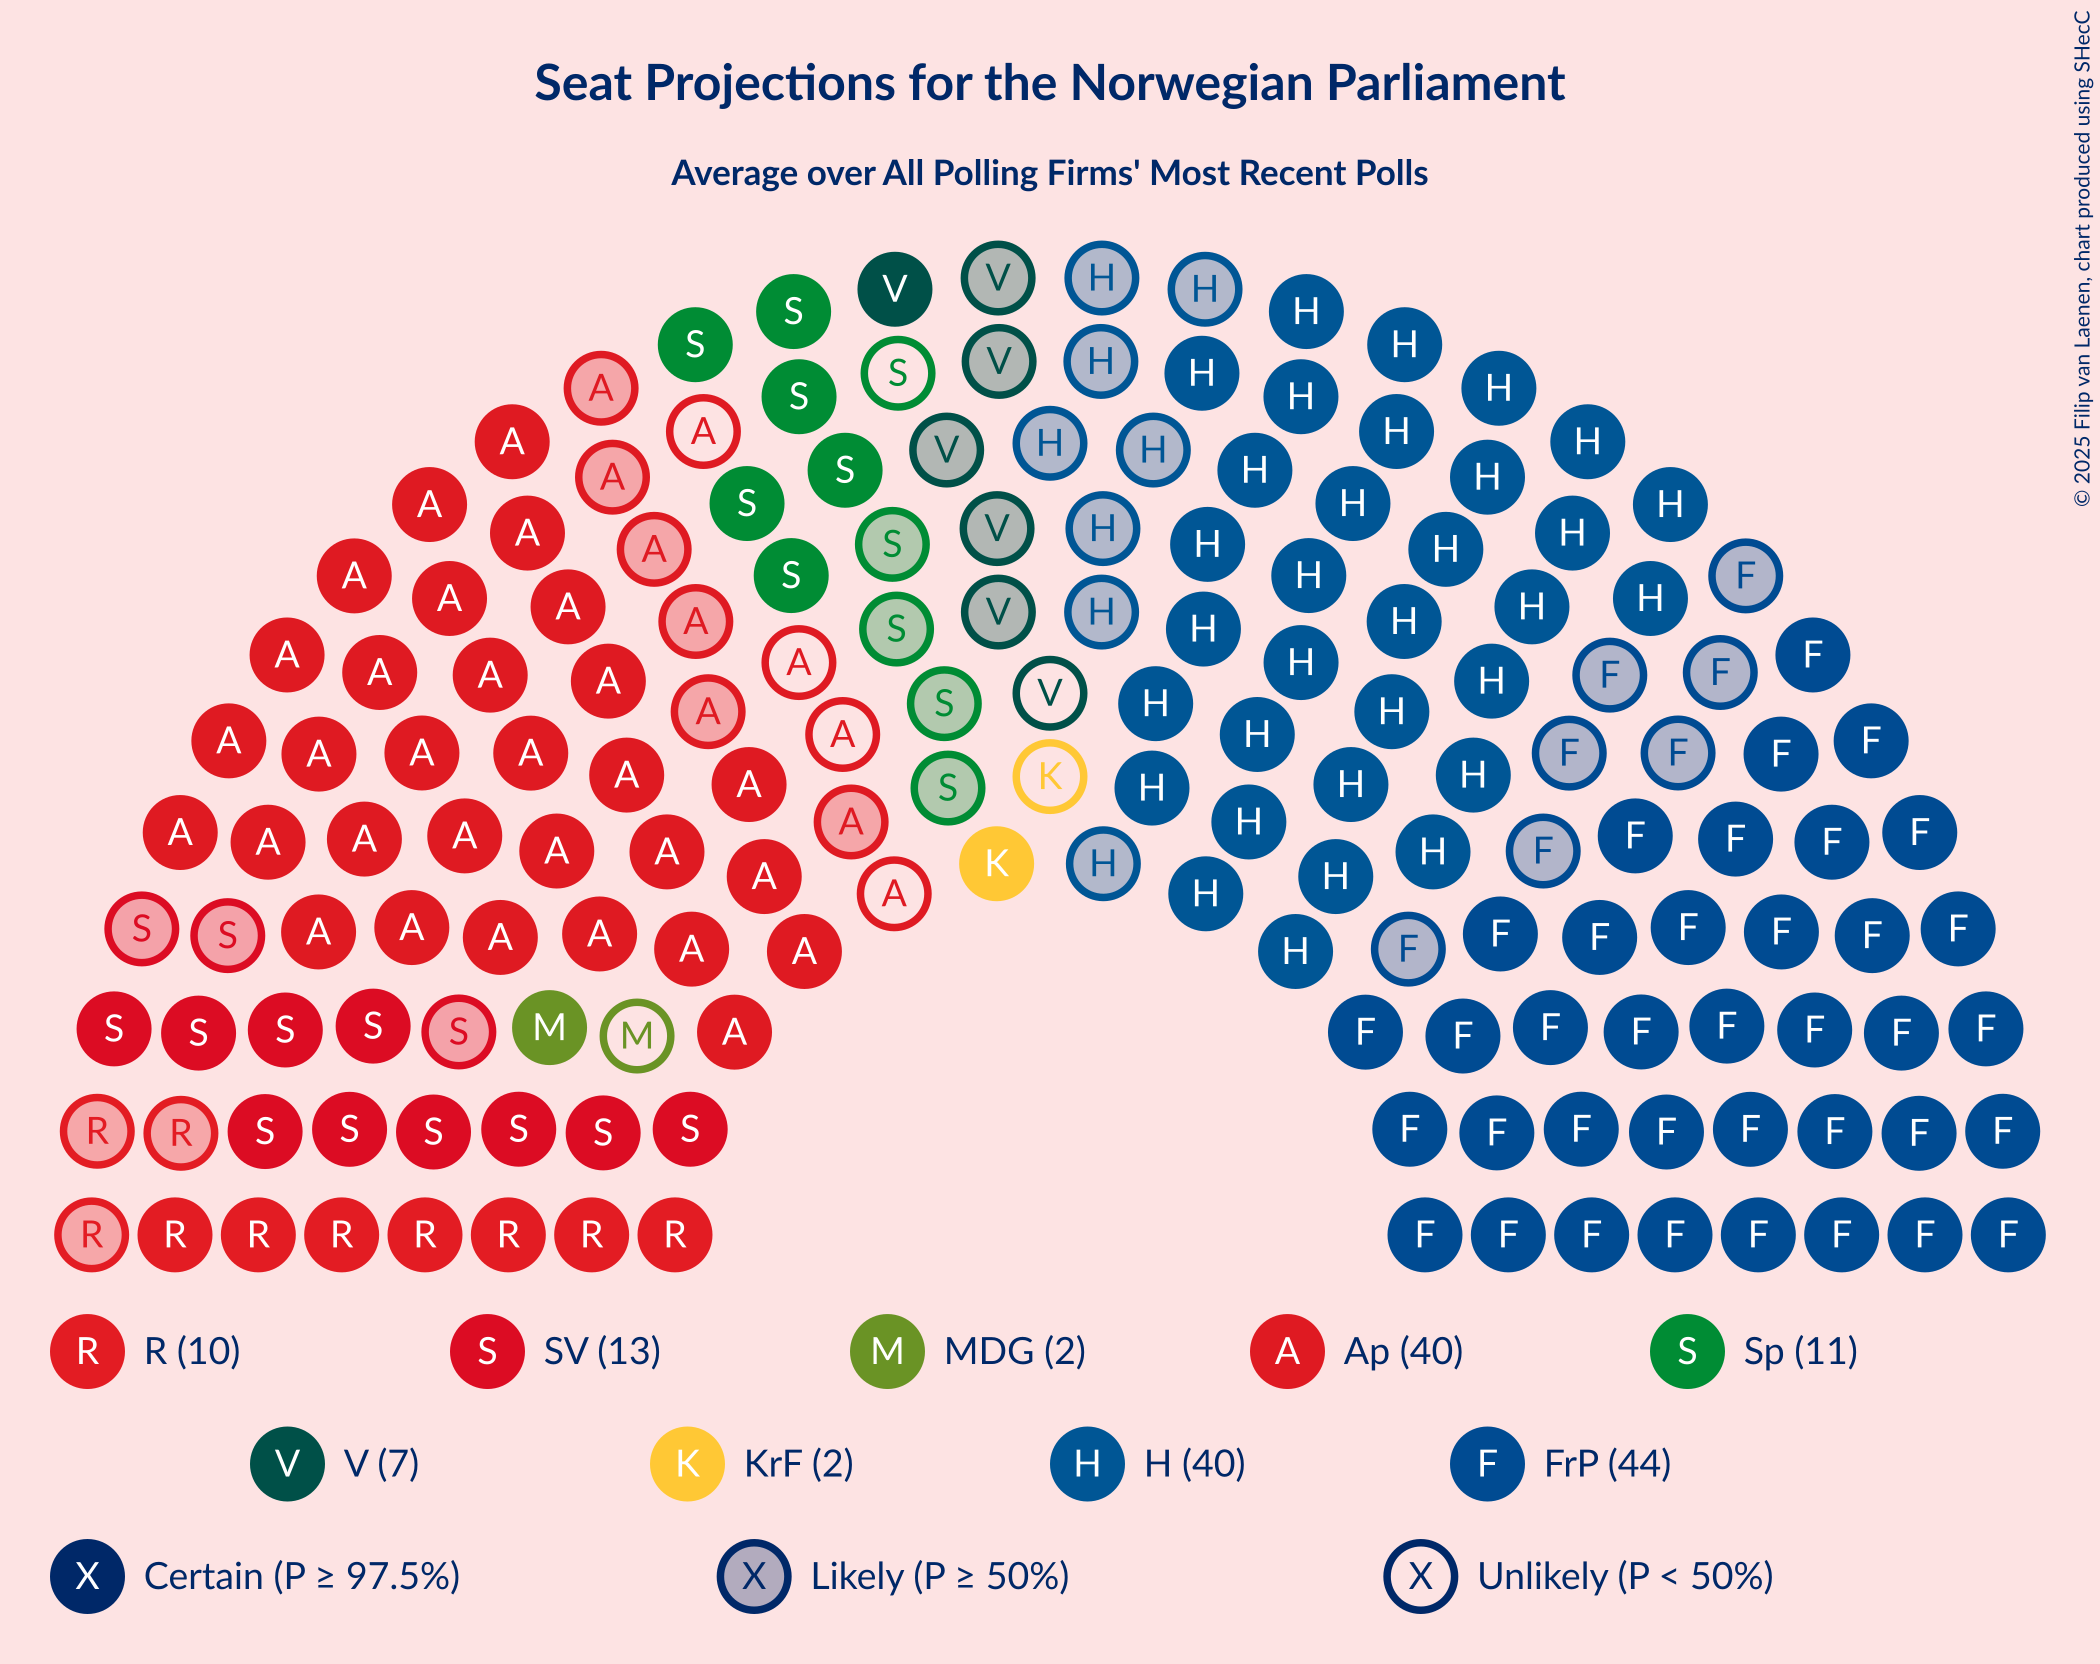 Seat Projections for the Norwegian Parliament
Average over All Polling Firms' Most Recent Polls
© 2025 Filip van Laenen, chart produced using SHecC
V V H H
S S H H
A S V H H H
A S S H H H
A A V H H H H
A S S H H H
A A S V H H H H
A A S H H H F
A A A S V H H H H H
A A A S H H H F F
A A A A A S V H H H H F F
A A A A A A S K H H H H F F F F
A A A A A A A A K H H H H H F F F F F
S S A A A A A A A H H F F F F F F F
S S S S S M M A F F F F F F F F
R R S S S S S S F F F F F F F F
R R R R R R R R F F F F F F F F
R R (10) S SV (13) M MDG (2) A Ap (40) S Sp (11)
V V (7) K KrF (2) H H (40) F FrP (44)
X Certain (P ≥ 97.5%) X Likely (P ≥ 50%) X Unlikely (P < 50%)